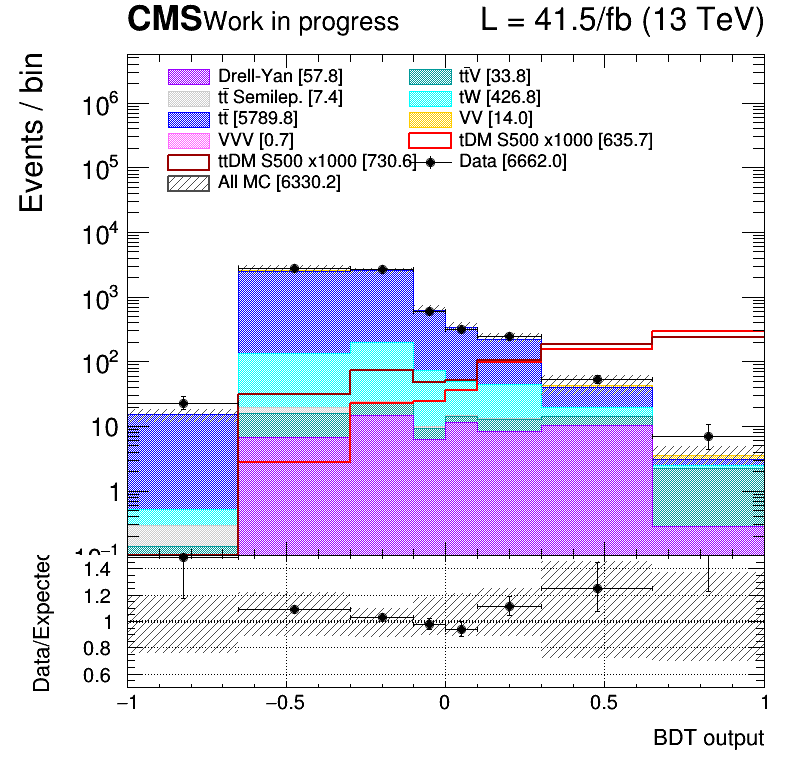 CMS Work in progress L = 41.5/fb (13 TeV)
Events / bin
Drell-Yan [57.8] tt̄V [33.8]
tt̄ Semilep. [7.4] tW [426.8]
tt̄ [5789.8] VV [14.0]
VVV [0.7] tDM S500 x1000 [635.7]
ttDM S500 x1000 [730.6] Data [6662.0]
All MC [6330.2]
10⁶
10⁵
10⁴
10³
10²
10
1
10⁻¹
Data/Expected
1.4
1.2
1
0.8
0.6
−1 −0.5 0 0.5 1
BDT output